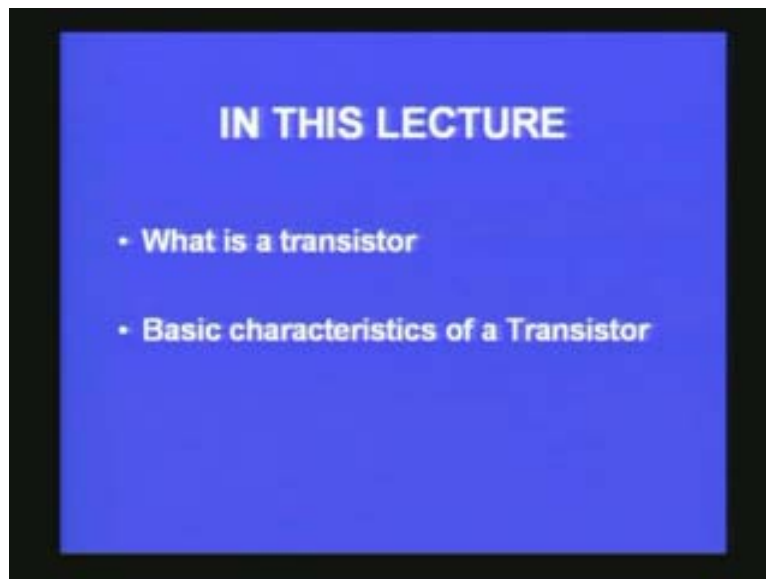 IN THIS LECTURE
• What is a transistor
• Basic characteristics of a Transistor